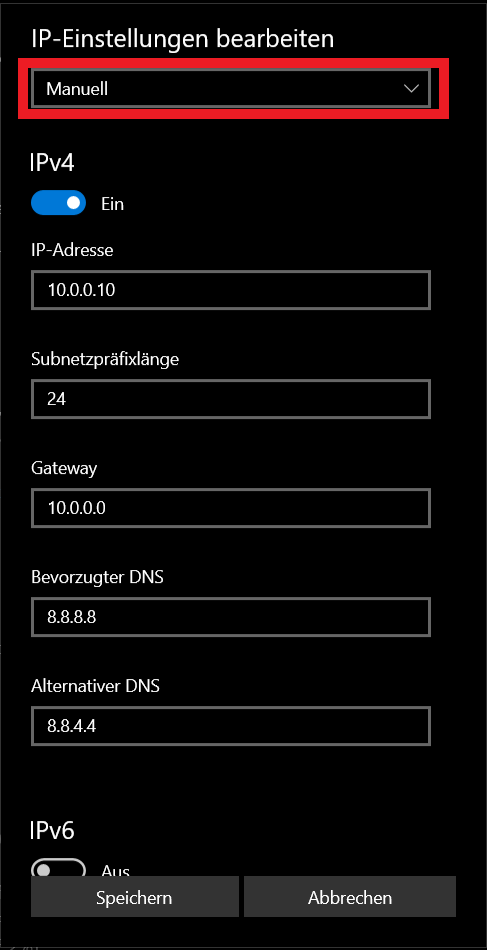 IP-Einstellungen bearbeiten
Manuell
IPv4
Ein
IP-Adresse
10.0.0.10
Subnetzpräfixlänge
24
Gateway
10.0.0.0
Bevorzugter DNS
8.8.8.8
Alternativer DNS
8.8.4.4
IPv6
Aus
Speichern
Abbrechen